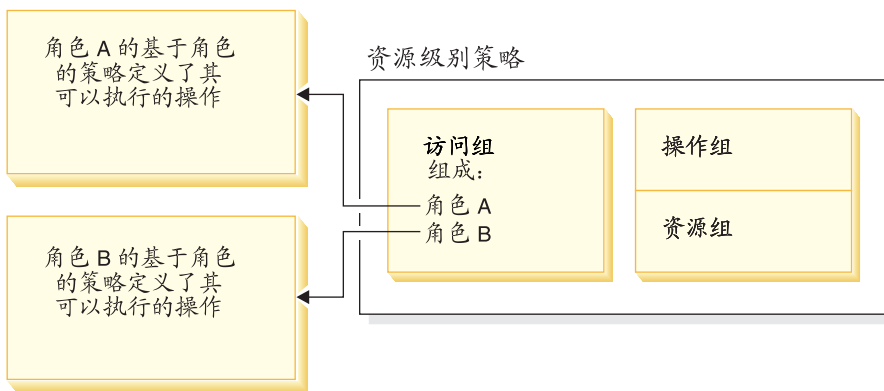 角色 A 的基于角色
的策略定义了其
可以执行的操作
角色 B 的基于角色
的策略定义了其
可以执行的操作
资源级别策略
访问组
组成：
角色 A
角色 B
操作组
资源组